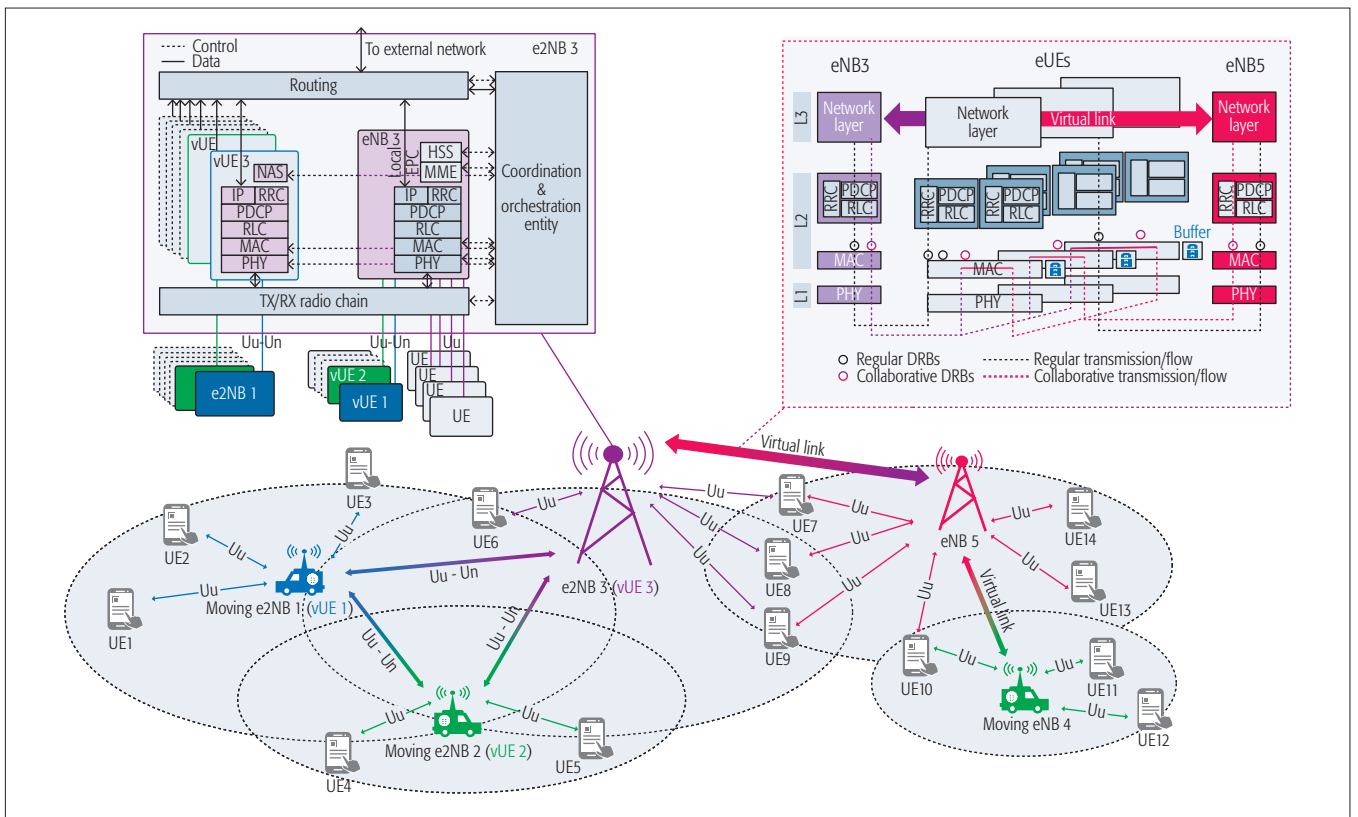 Control
Data
To external network
e2NB 3
Routing
vUE
vUE 3
NAS
IP
RRC
PDCP
RLC
MAC
PHY
eNB 3
Local
EPC
HSS
MME
IP
RRC
PDCP
RLC
MAC
PHY
Coordination
&
orchestration
entity
TX/RX radio chain
Uu-Un
Uu-Un
Uu
e2NB 1
vUE 2
vUE 1
UE
UE
UE
UE
UE
eNB3
eUEs
eNB5
L3
Network
layer
Network
layer
Virtual link
Network
layer
L2
RRC
PDCP
RLC
RRC
PDCP
RLC
RRC
PDCP
RLC
RRC
PDCP
RLC
Buffer
MAC
MAC
MAC
L1
PHY
PHY
PHY
Regular DRBs
Regular transmission/flow
Collaborative DRBs
Collaborative transmission/flow
Virtual link
UE3
UE2
Uu
Uu
UE6
Uu
Uu
Uu
Uu
UE7
Uu
Uu
Uu
eNB 5
Uu
UE14
Uu
UE1
Uu
Moving e2NB 1 (vUE 1)
Uu - Un
e2NB 3 (vUE 3)
UE8
UE13
Uu - Un
Uu - Un
UE9
Uu
Virtual link
UE10
Uu
Uu
UE11
Moving eNB 4
Uu
UE12
UE4
Uu
Moving e2NB 2 (vUE 2)
Uu
UE5